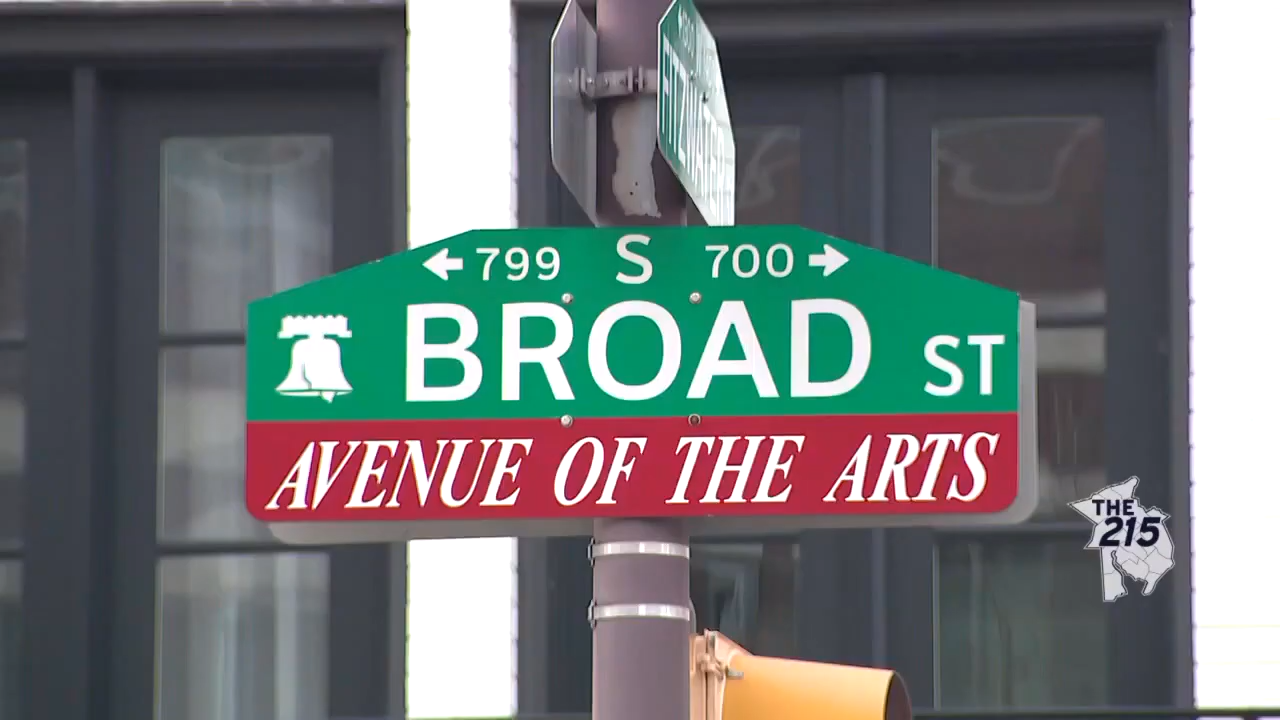 FITZWATER
← 799 S 700 →
BROAD ST
AVENUE OF THE ARTS
THE
215